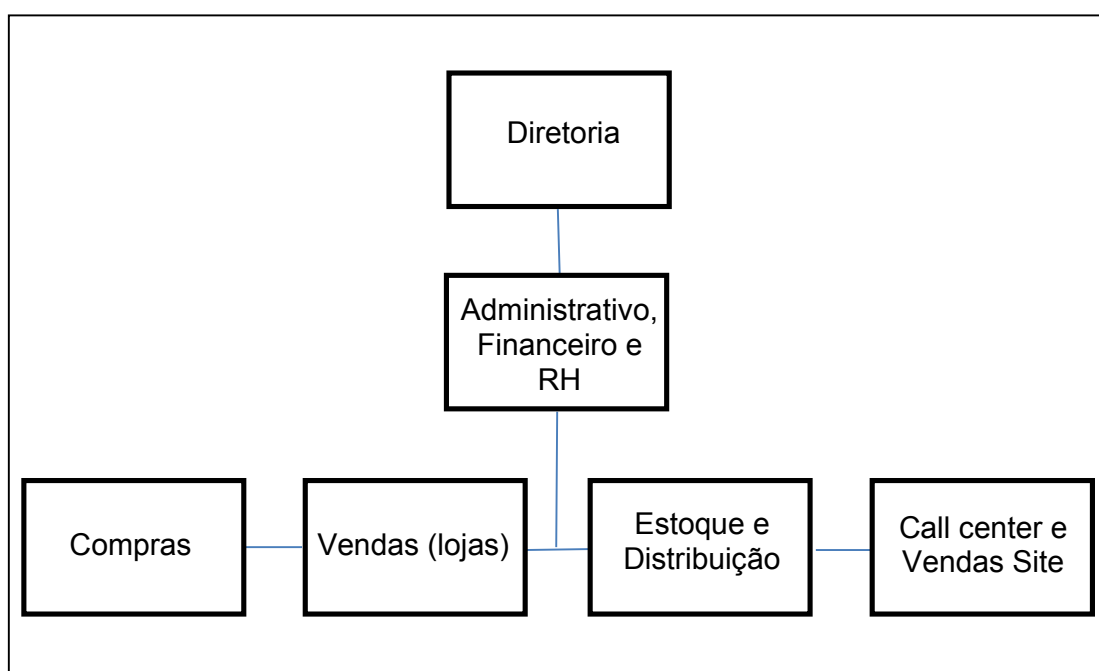 Diretoria
Administrativo,
Financeiro e
RH
Compras
Vendas (lojas)
Estoque e
Distribuição
Call center e
Vendas Site